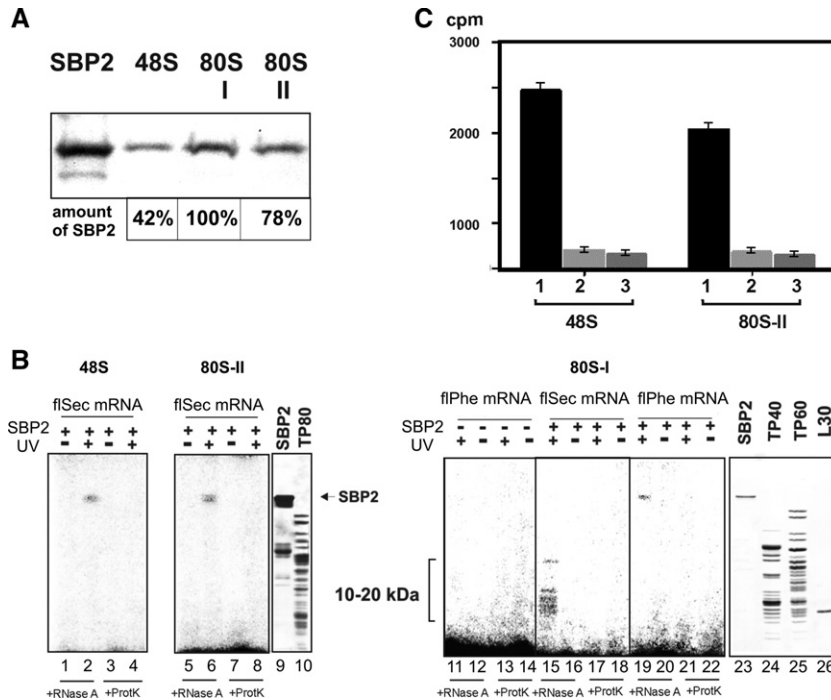 A
SBP2 48S 80S I 80S II
amount of SBP2 42% 100% 78%
C cpm
3000
2000
1000
500
1 2 3 1 2 3
48S 80S-II
B
48S 80S-II
flSec mRNA flSec mRNA
SBP2 + + + + + + + +
UV - + - + - + - +
SBP2 TP80
SBP2
1 2 3 4 5 6 7 8 9 10
+RNase A +ProtK +RNase A +ProtK
80S-I
flPhe mRNA flSec mRNA flPhe mRNA
SBP2 - - - - + + + + + + + +
UV + - + - + - + - + - + -
SBP2 TP40 TP60 L30
10-20 kDa
11 12 13 14 15 16 17 18 19 20 21 22 23 24 25 26
+RNase A +ProtK +RNase A +ProtK +RNase A +ProtK